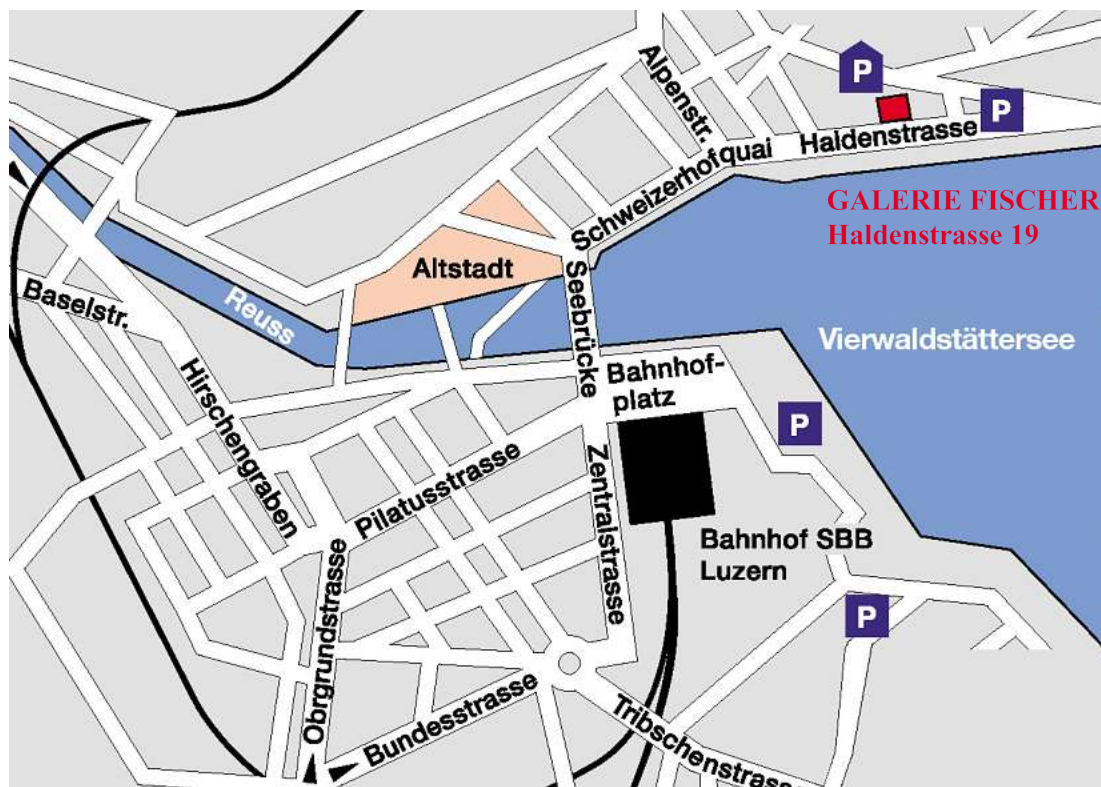 P
Alpenstr.
P
Haldenstrasse
Schweizerhofquai
GALERIE FISCHER
Haldenstrasse 19
Altstadt
Seebrücke
Reuss
Baselstr.
Vierwaldstättersee
Hirschengraben
Bahnhof-
platz
P
Pilatusstrasse
Zentralstrasse
Bahnhof SBB
Luzern
Obrgrundstrasse
P
Bundesstrasse
Tribschenstrasse